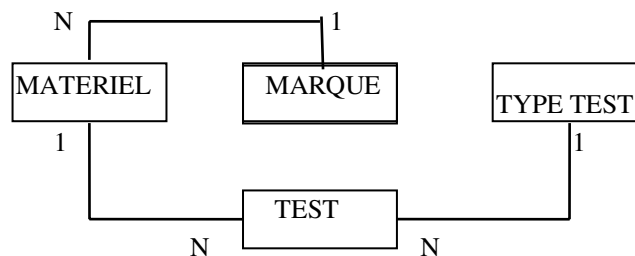 N 1
MATERIEL MARQUE TYPE TEST
1 1
TEST
N N